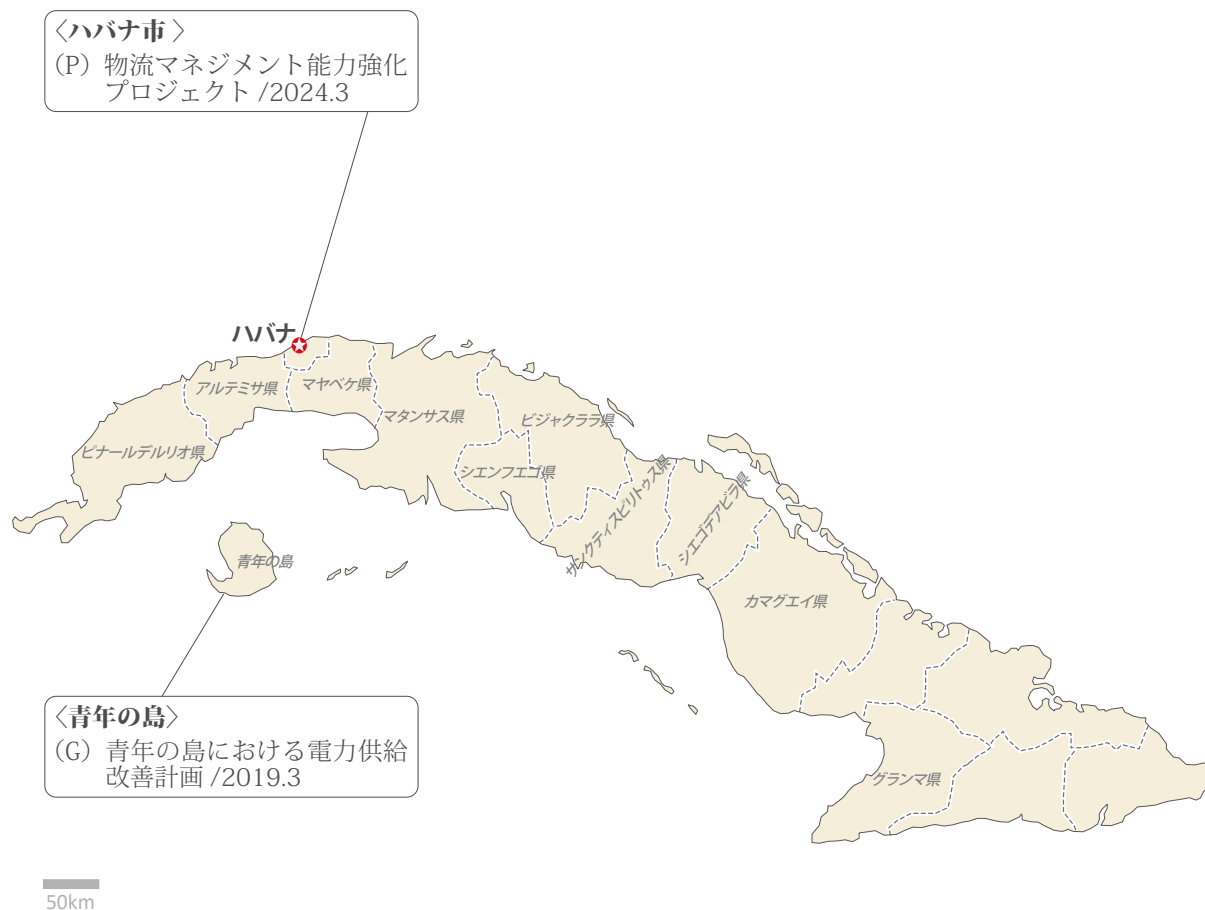 〈ハバナ市 〉
(P) 物流マネジメント能力強化
プロジェクト /2024.3
ハバナ
アルテミサ県
マヤベケ県
マタンサス県
ピナールデルリオ県
ビジャクララ県
シエンフエゴ県
サンクティスピリトゥス県
シエゴデアビラ県
青年の島
カマグエイ県
〈青年の島〉
(G) 青年の島における電力供給
改善計画 /2019.3
グランマ県
50km